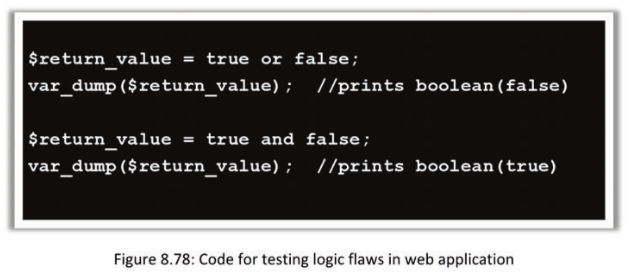 $return_value = true or false;
var_dump($return_value); //prints boolean(false)
$return_value = true and false;
var_dump($return_value); //prints boolean(true)
Figure 8.78: Code for testing logic flaws in web application